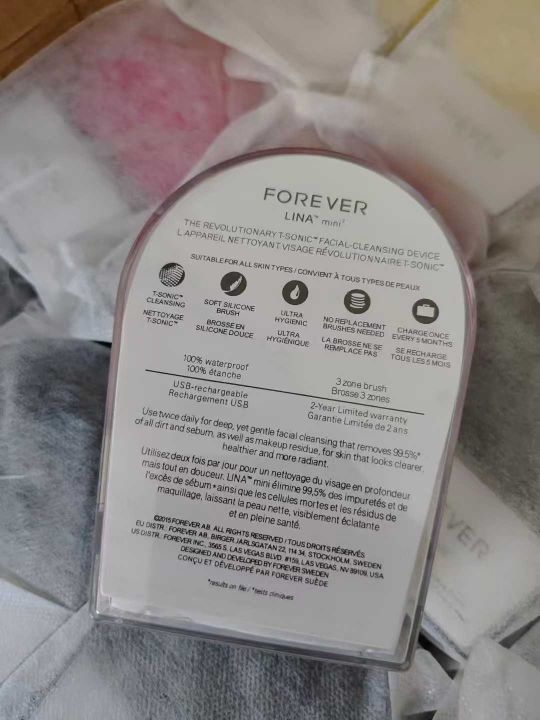 FOREVER
LINA™ mini²
THE REVOLUTIONARY T-SONIC™ FACIAL-CLEANSING DEVICE
L'APPAREIL NETTOYANT VISAGE RÉVOLUTIONNAIRE T-SONIC™
SUITABLE FOR ALL SKIN TYPES / CONVIENT À TOUS TYPES DE PEAUX
T-SONIC™
CLEANSING
NETTOYAGE
T-SONIC™
SOFT SILICONE
BRUSH
BROSSE EN
SILICONE DOUCE
ULTRA
HYGIENIC
ULTRA
HYGIÉNIQUE
NO REPLACEMENT
BRUSHES NEEDED
LA BROSSE NE SE
REMPLACE PAS
CHARGE ONCE
EVERY 5 MONTHS
SE RECHARGE
TOUS LES 5 MOIS
100% waterproof
100% étanche
3 zone brush
Brosse 3 zones
USB-rechargeable
Rechargement USB
2-Year Limited warranty
Garantie Limitée de 2 ans
Use twice daily for deep, yet gentle facial cleansing that removes 99.5%*
of all dirt and sebum, as well as makeup residue, for skin that looks clearer,
healthier and more radiant.
Utilisez deux fois par jour pour un nettoyage du visage en profondeur
mais tout en douceur. LINA™ mini élimine 99,5% des impuretés et de
l'excès de sébum* ainsi que les cellules mortes et les résidus de
maquillage, laissant la peau nette, visiblement éclatante
et en pleine santé.
©2015 FOREVER AB. ALL RIGHTS RESERVED / TOUS DROITS RÉSERVÉS
EU DISTR. FOREVER AB, BIRGER JARLSGATAN 22, 114 34, STOCKHOLM, SWEDEN
US DISTR. FOREVER INC., 3565 S. LAS VEGAS BLVD #159, LAS VEGAS, NV 89109, USA
DESIGNED AND DEVELOPED BY FOREVER SWEDEN
CONÇU ET DÉVELOPPÉ PAR FOREVER SUÈDE
*results on file / *tests cliniques